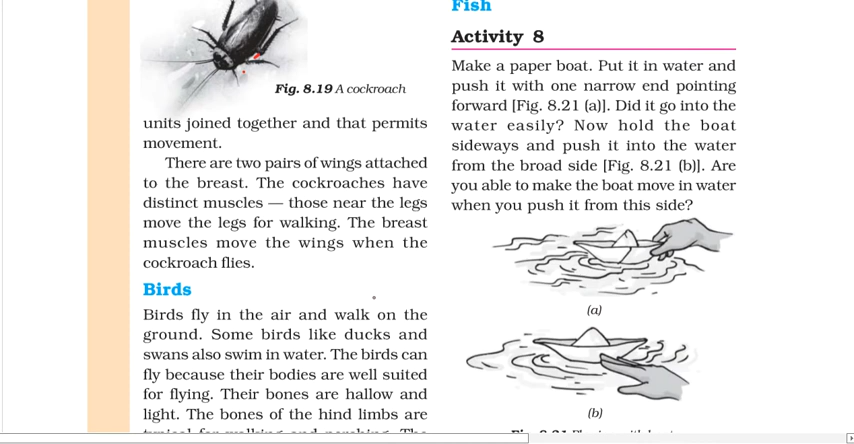 Fig. 8.19 A cockroach
units joined together and that permits
movement.
There are two pairs of wings attached
to the breast. The cockroaches have
distinct muscles — those near the legs
move the legs for walking. The breast
muscles move the wings when the
cockroach flies.
Birds
Birds fly in the air and walk on the
ground. Some birds like ducks and
swans also swim in water. The birds can
fly because their bodies are well suited
for flying. Their bones are hallow and
light. The bones of the hind limbs are
Fish
Activity 8
Make a paper boat. Put it in water and
push it with one narrow end pointing
forward [Fig. 8.21 (a)]. Did it go into the
water easily? Now hold the boat
sideways and push it into the water
from the broad side [Fig. 8.21 (b)]. Are
you able to make the boat move in water
when you push it from this side?
(a)
(b)